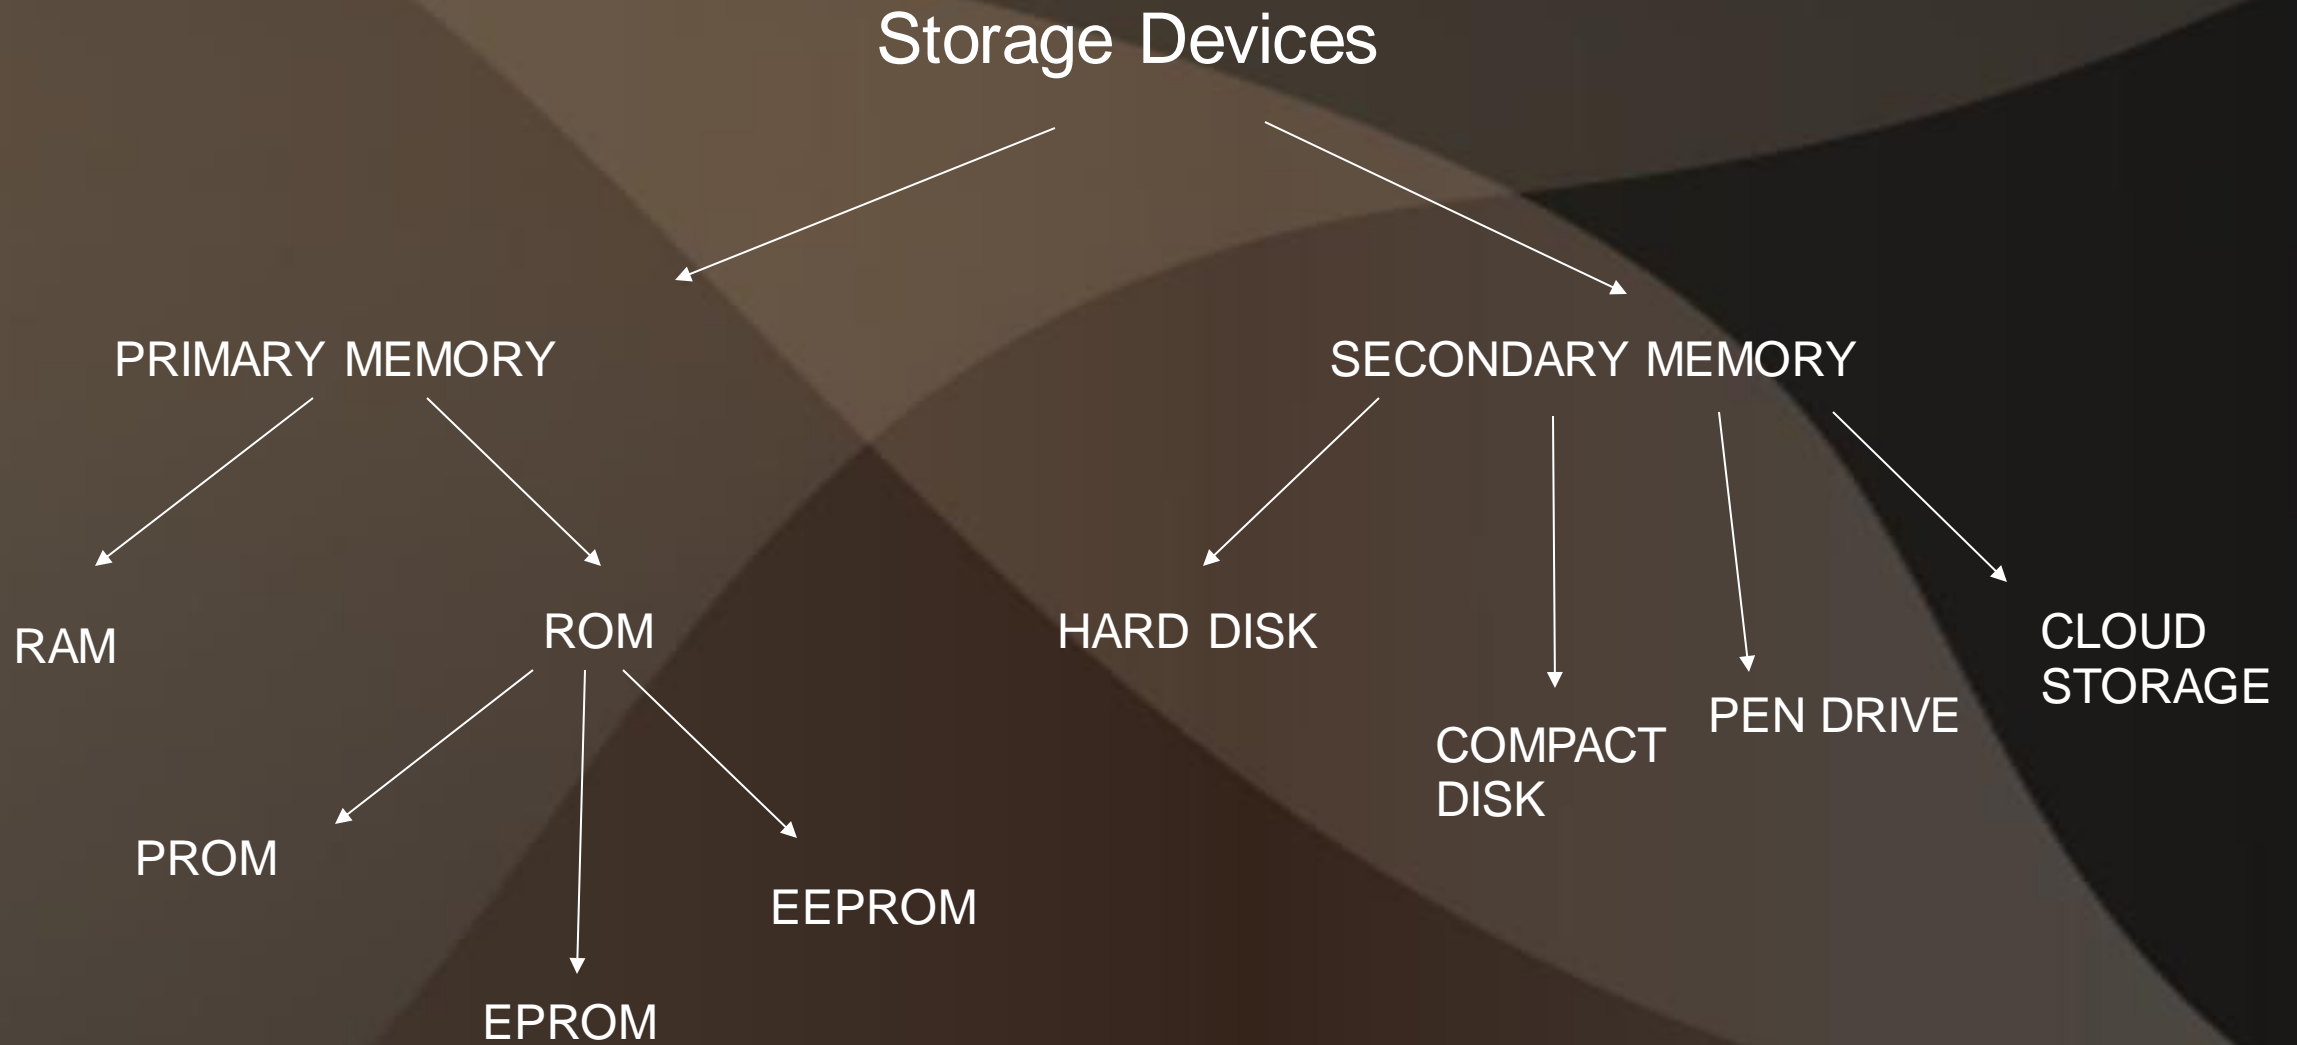 Storage Devices
PRIMARY MEMORY
SECONDARY MEMORY
RAM
ROM
HARD DISK
COMPACT
DISK
PEN DRIVE
CLOUD
STORAGE
PROM
EPROM
EEPROM